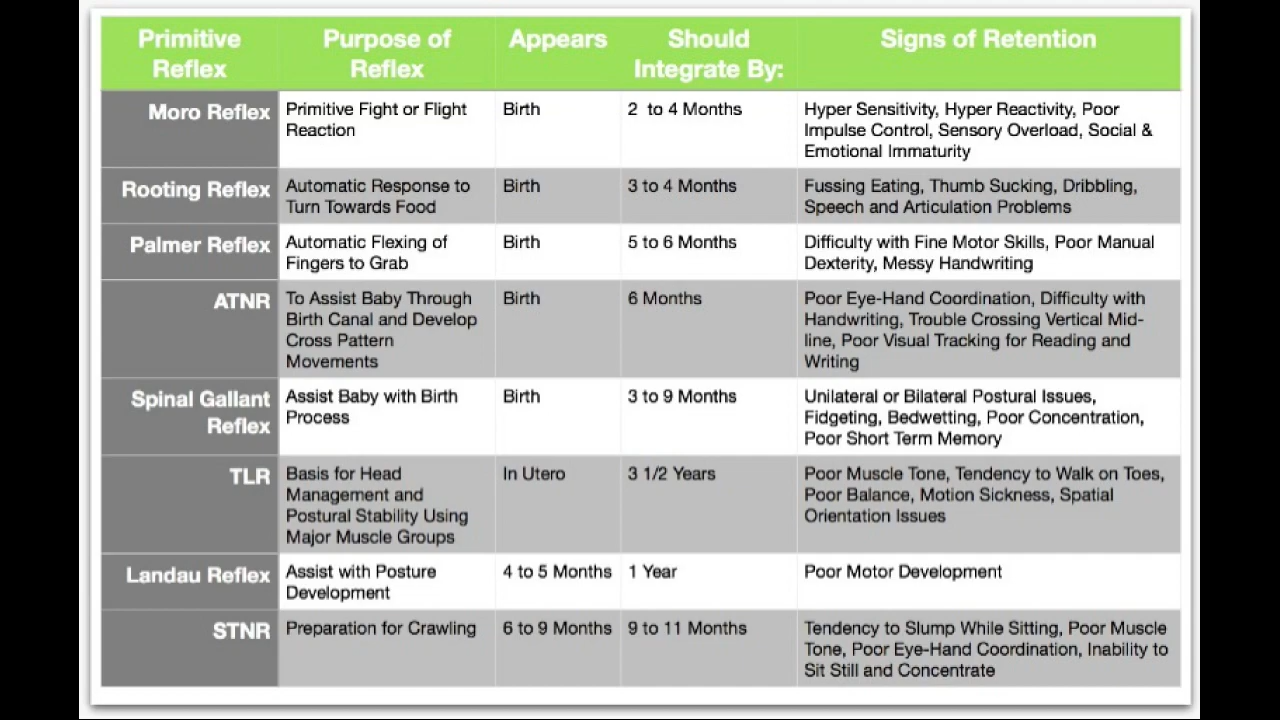 Primitive Reflex | Purpose of Reflex | Appears | Should Integrate By: | Signs of Retention
Moro Reflex | Primitive Fight or Flight Reaction | Birth | 2 to 4 Months | Hyper Sensitivity, Hyper Reactivity, Poor Impulse Control, Sensory Overload, Social & Emotional Immaturity
Rooting Reflex | Automatic Response to Turn Towards Food | Birth | 3 to 4 Months | Fussing Eating, Thumb Sucking, Dribbling, Speech and Articulation Problems
Palmer Reflex | Automatic Flexing of Fingers to Grab | Birth | 5 to 6 Months | Difficulty with Fine Motor Skills, Poor Manual Dexterity, Messy Handwriting
ATNR | To Assist Baby Through Birth Canal and Develop Cross Pattern Movements | Birth | 6 Months | Poor Eye-Hand Coordination, Difficulty with Handwriting, Trouble Crossing Vertical Mid-line, Poor Visual Tracking for Reading and Writing
Spinal Gallant Reflex | Assist Baby with Birth Process | Birth | 3 to 9 Months | Unilateral or Bilateral Postural Issues, Fidgeting, Bedwetting, Poor Concentration, Poor Short Term Memory
TLR | Basis for Head Management and Postural Stability Using Major Muscle Groups | In Utero | 3 1/2 Years | Poor Muscle Tone, Tendency to Walk on Toes, Poor Balance, Motion Sickness, Spatial Orientation Issues
Landau Reflex | Assist with Posture Development | 4 to 5 Months | 1 Year | Poor Motor Development
STNR | Preparation for Crawling | 6 to 9 Months | 9 to 11 Months | Tendency to Slump While Sitting, Poor Muscle Tone, Poor Eye-Hand Coordination, Inability to Sit Still and Concentrate